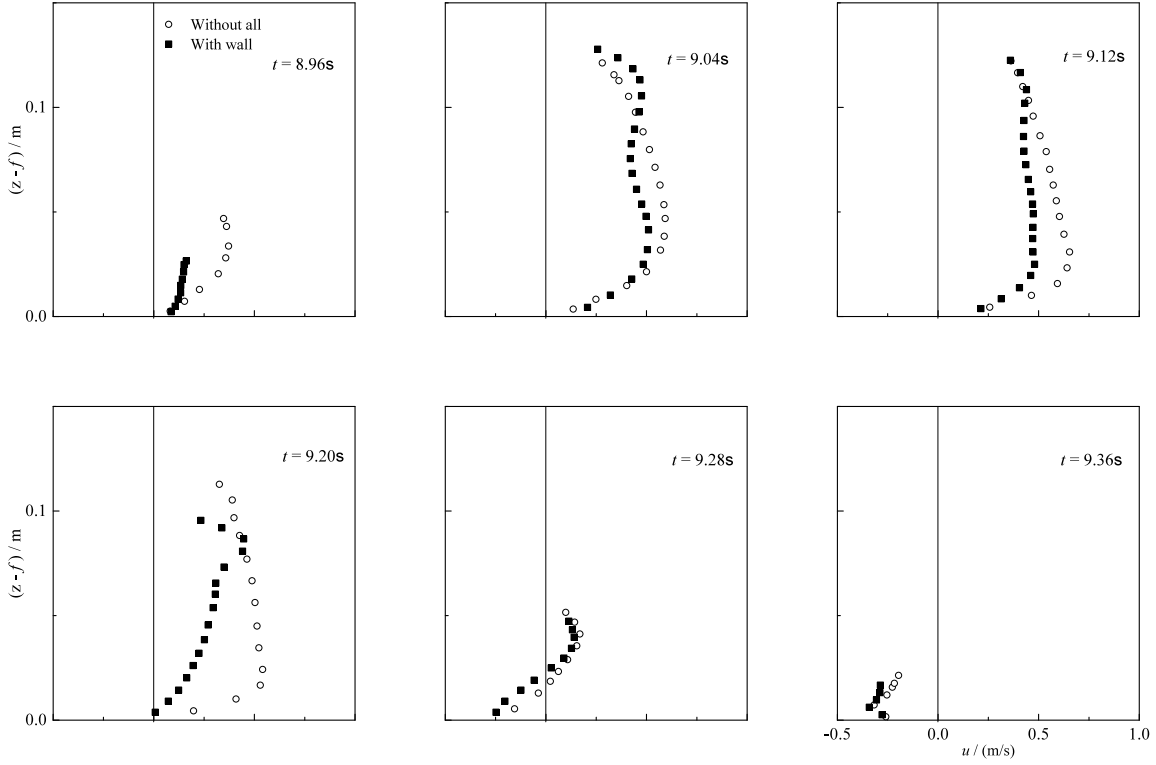 Without all
With wall
t = 8.96s
t = 9.04s
t = 9.12s
0.1
(z - f) / m
0.0
t = 9.20s
t = 9.28s
t = 9.36s
0.1
(z - f) / m
0.0
-0.5 0.0 0.5 1.0
u / (m/s)